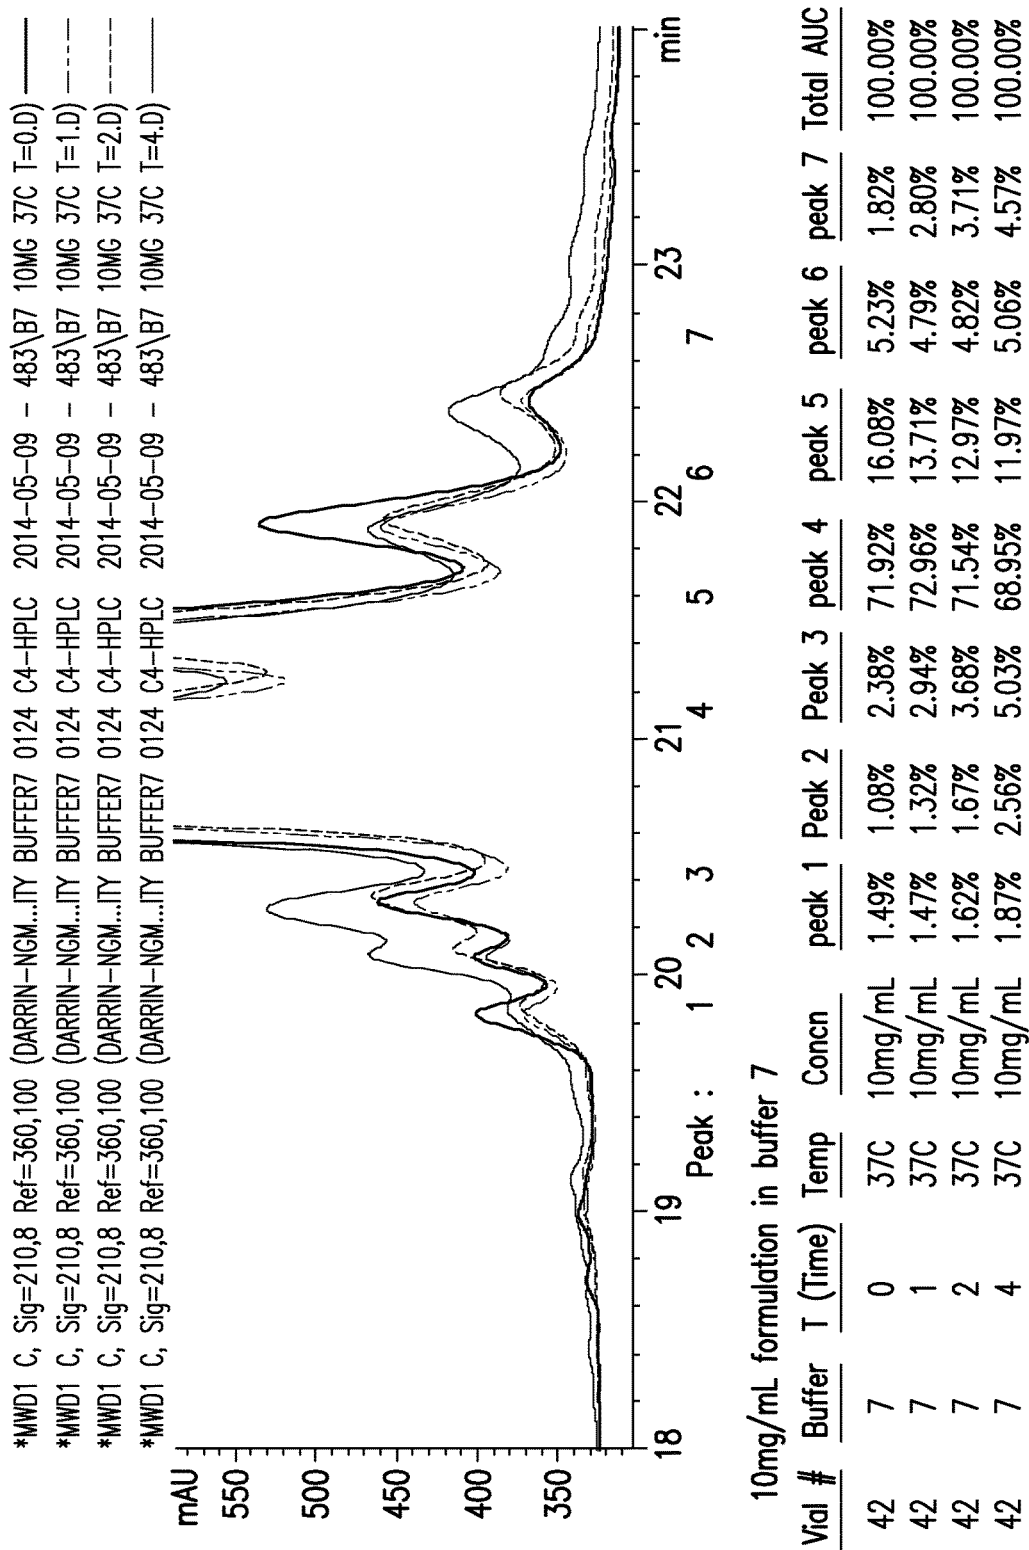 *MWD1 C, Sig=210,8 Ref=360,100 (DARRIN-NGM...ITY BUFFER7 0124 C4-HPLC 2014-05-09 - 483\B7 10MG 37C T=0.D)
*MWD1 C, Sig=210,8 Ref=360,100 (DARRIN-NGM...ITY BUFFER7 0124 C4-HPLC 2014-05-09 - 483\B7 10MG 37C T=1.D)
*MWD1 C, Sig=210,8 Ref=360,100 (DARRIN-NGM...ITY BUFFER7 0124 C4-HPLC 2014-05-09 - 483\B7 10MG 37C T=2.D)
*MWD1 C, Sig=210,8 Ref=360,100 (DARRIN-NGM...ITY BUFFER7 0124 C4-HPLC 2014-05-09 - 483\B7 10MG 37C T=4.D)
mAU
550
500
450
400
350
18 19 20 21 22 23 min
Peak : 1 2 3 4 5 6 7
10mg/mL formulation in buffer 7
Vial # Buffer T (Time) Temp Concn peak 1 Peak 2 Peak 3 peak 4 peak 5 peak 6 peak 7 Total AUC
42 7 0 37C 10mg/mL 1.49% 1.08% 2.38% 71.92% 16.08% 5.23% 1.82% 100.00%
42 7 1 37C 10mg/mL 1.47% 1.32% 2.94% 72.96% 13.71% 4.79% 2.80% 100.00%
42 7 2 37C 10mg/mL 1.62% 1.67% 3.68% 71.54% 12.97% 4.82% 3.71% 100.00%
42 7 4 37C 10mg/mL 1.87% 2.56% 5.03% 68.95% 11.97% 5.06% 4.57% 100.00%